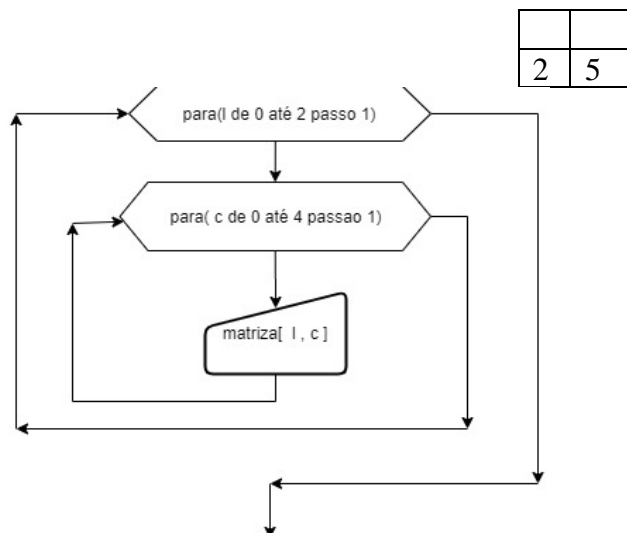 2 5
para(l de 0 até 2 passo 1)
para( c de 0 até 4 passao 1)
matriza[ l , c ]